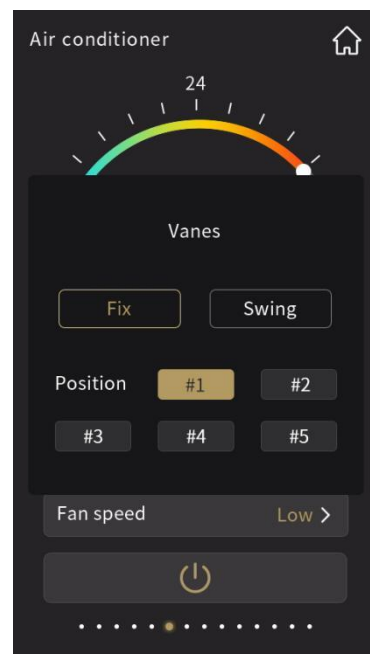 Air conditioner
24
Vanes
Fix Swing
Position #1 #2
#3 #4 #5
Fan speed Low